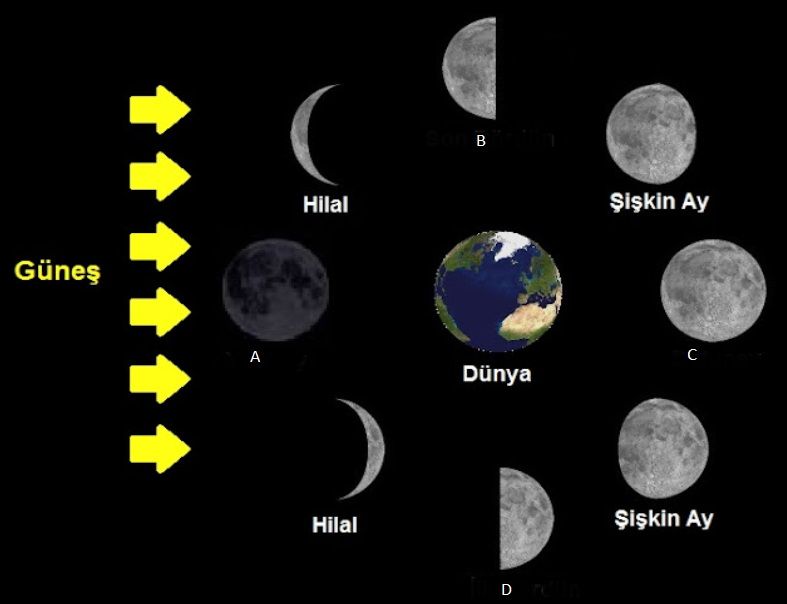 B
Hilal
Şişkin Ay
Güneş
A
Dünya
C
Hilal
Şişkin Ay
D